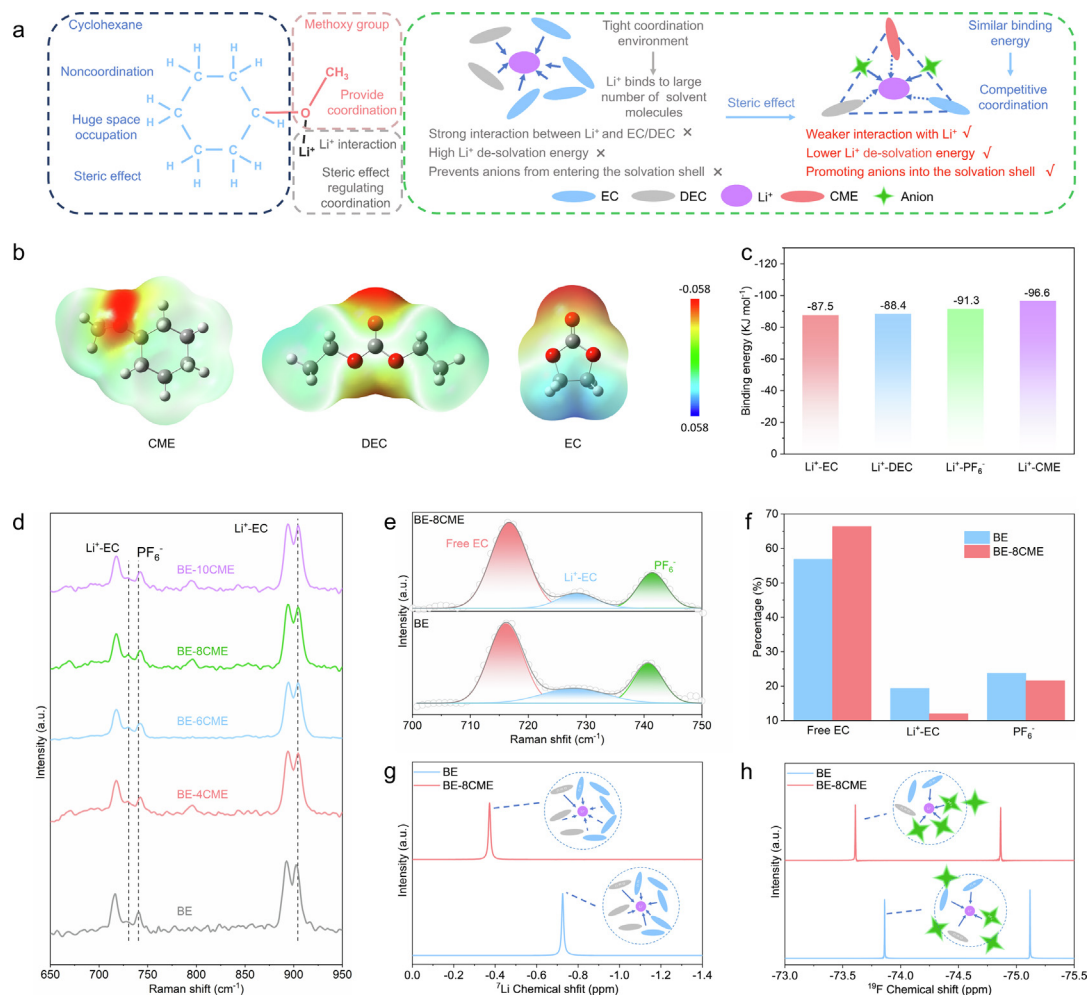 a
Cyclohexane
Noncoordination
Huge space
occupation
Steric effect
H H H H
C C
H H
H C C H
H
C C
H H H H
Methoxy group
CH₃
Provide
coordination
O
Li⁺
Li⁺ interaction
Steric effect
regulating
coordination
Tight coordination
environment
Li⁺ binds to large
number of solvent
molecules
Strong interaction between Li⁺ and EC/DEC ×
High Li⁺ de-solvation energy ×
Prevents anions from entering the solvation shell ×
Steric effect
Similar binding
energy
Competitive
coordination
Weaker interaction with Li⁺ √
Lower Li⁺ de-solvation energy √
Promoting anions into the solvation shell √
EC DEC Li⁺ CME Anion
b
CME
DEC
EC
-0.058
0.058
c
Binding energy (KJ mol⁻¹)
-120
-100
-80
-60
-40
-20
0
-87.5
-88.4
-91.3
-96.6
Li⁺-EC Li⁺-DEC Li⁺-PF₆⁻ Li⁺-CME
d
Intensity (a.u.)
Li⁺-EC
PF₆⁻
Li⁺-EC
BE-10CME
BE-8CME
BE-6CME
BE-4CME
BE
650 700 750 800 850 900 950
Raman shift (cm⁻¹)
e
Intensity (a.u.)
BE-8CME
Free EC
Li⁺-EC
PF₆⁻
BE
700 710 720 730 740 750
Raman shfit (cm⁻¹)
f
Percentage (%)
70
60
50
40
30
20
10
BE
BE-8CME
Free EC Li⁺-EC PF₆⁻
g
Intensity (a.u.)
BE
BE-8CME
0.0 -0.2 -0.4 -0.6 -0.8 -1.0 -1.2 -1.4
⁷Li Chemical shfit (ppm)
h
Intensity (a.u.)
BE
BE-8CME
-73.0 -73.5 -74.0 -74.5 -75.0 -75.5
¹⁹F Chemical shfit (ppm)